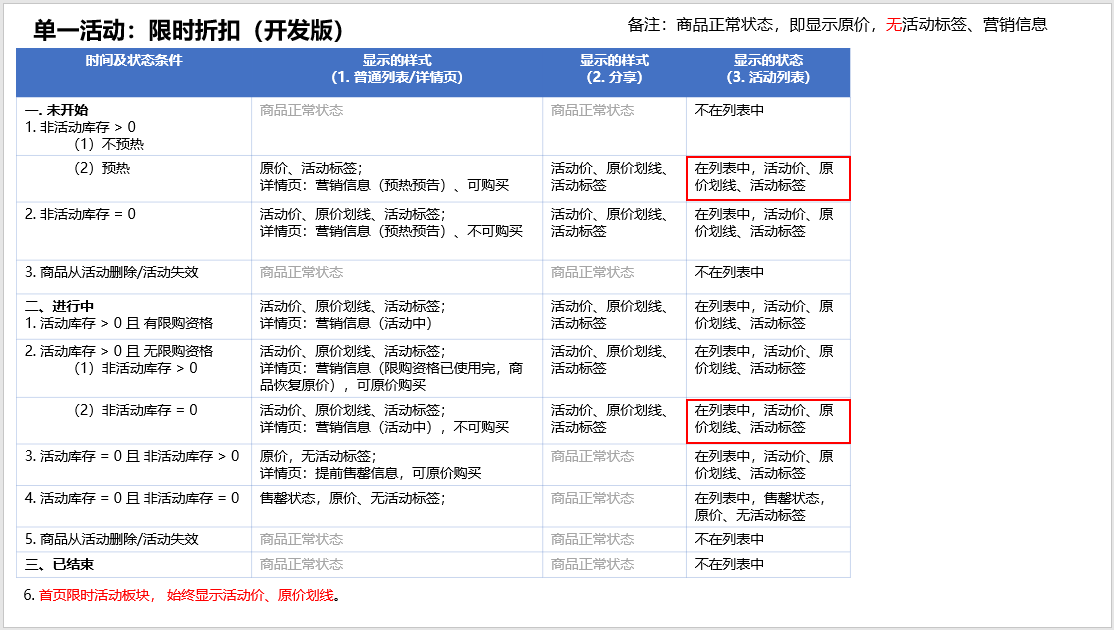 单一活动：限时折扣（开发版）
备注：商品正常状态，即显示原价，无活动标签、营销信息
时间及状态条件
显示的样式
（1. 普通列表/详情页）
显示的样式
（2. 分享）
显示的状态
（3. 活动列表）
一. 未开始
1. 非活动库存 > 0
（1）不预热
商品正常状态
商品正常状态
不在列表中
（2）预热
原价、活动标签；
详情页：营销信息（预热预告）、可购买
活动价、原价划线、
活动标签
在列表中，活动价、原
价划线、活动标签
2. 非活动库存 = 0
活动价、原价划线、活动标签；
详情页：营销信息（预热预告）、不可购买
活动价、原价划线、
活动标签
在列表中，活动价、原
价划线、活动标签
3. 商品从活动删除/活动失效
商品正常状态
商品正常状态
不在列表中
二、进行中
1. 活动库存 > 0 且 有限购资格
活动价、原价划线、活动标签；
详情页：营销信息（活动中）
活动价、原价划线、
活动标签
在列表中，活动价、原
价划线、活动标签
2. 活动库存 > 0 且 无限购资格
（1）非活动库存 > 0
活动价、原价划线、活动标签；
详情页：营销信息（限购资格已使用完，商
品恢复原价），可原价购买
活动价、原价划线、
活动标签
在列表中，活动价、原
价划线、活动标签
（2）非活动库存 = 0
活动价、原价划线、活动标签；
详情页：营销信息（活动中），不可购买
活动价、原价划线、
活动标签
在列表中，活动价、原
价划线、活动标签
3. 活动库存 = 0 且 非活动库存 > 0
原价，无活动标签；
详情页：提前售罄信息，可原价购买
商品正常状态
在列表中，活动价、原
价划线、活动标签
4. 活动库存 = 0 且 非活动库存 = 0
售罄状态，原价、无活动标签；
商品正常状态
在列表中，售罄状态，
原价、无活动标签
5. 商品从活动删除/活动失效
商品正常状态
商品正常状态
不在列表中
三、已结束
商品正常状态
商品正常状态
不在列表中
6. 首页限时活动板块， 始终显示活动价、原价划线。